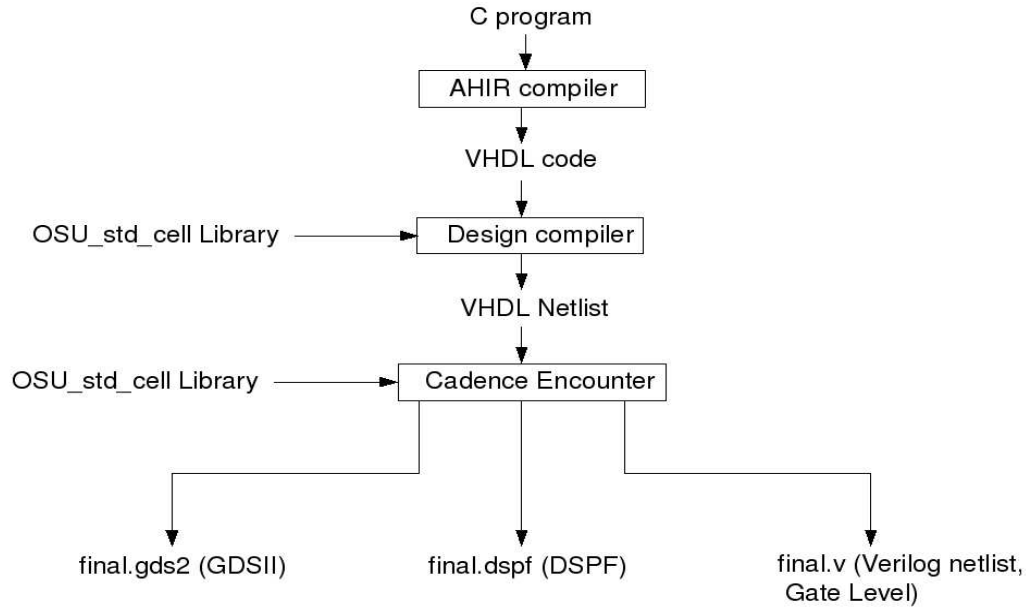 C program
AHIR compiler
VHDL code
OSU_std_cell Library
Design compiler
VHDL Netlist
OSU_std_cell Library
Cadence Encounter
final.gds2 (GDSII)
final.dspf (DSPF)
final.v (Verilog netlist,
Gate Level)